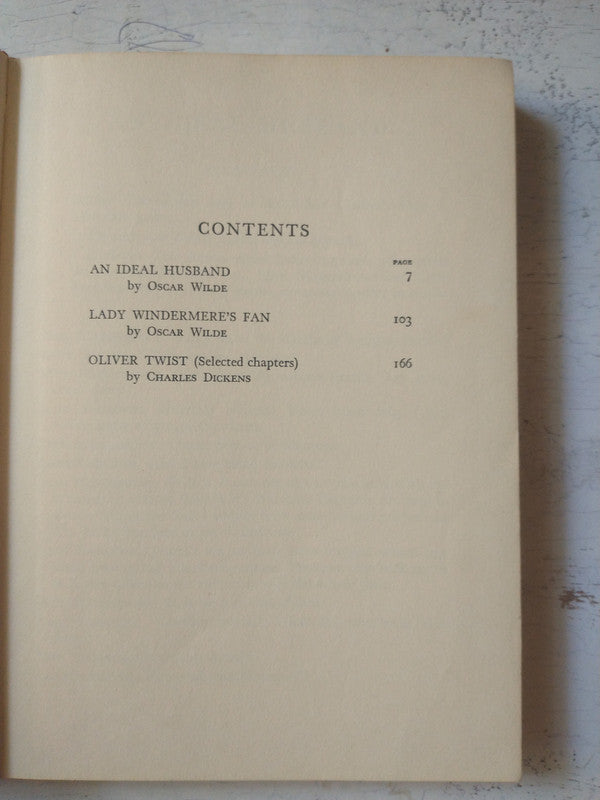 CONTENTS
PAGE
AN IDEAL HUSBAND 7
by OSCAR WILDE
LADY WINDERMERE'S FAN 103
by OSCAR WILDE
OLIVER TWIST (Selected chapters) 166
by CHARLES DICKENS